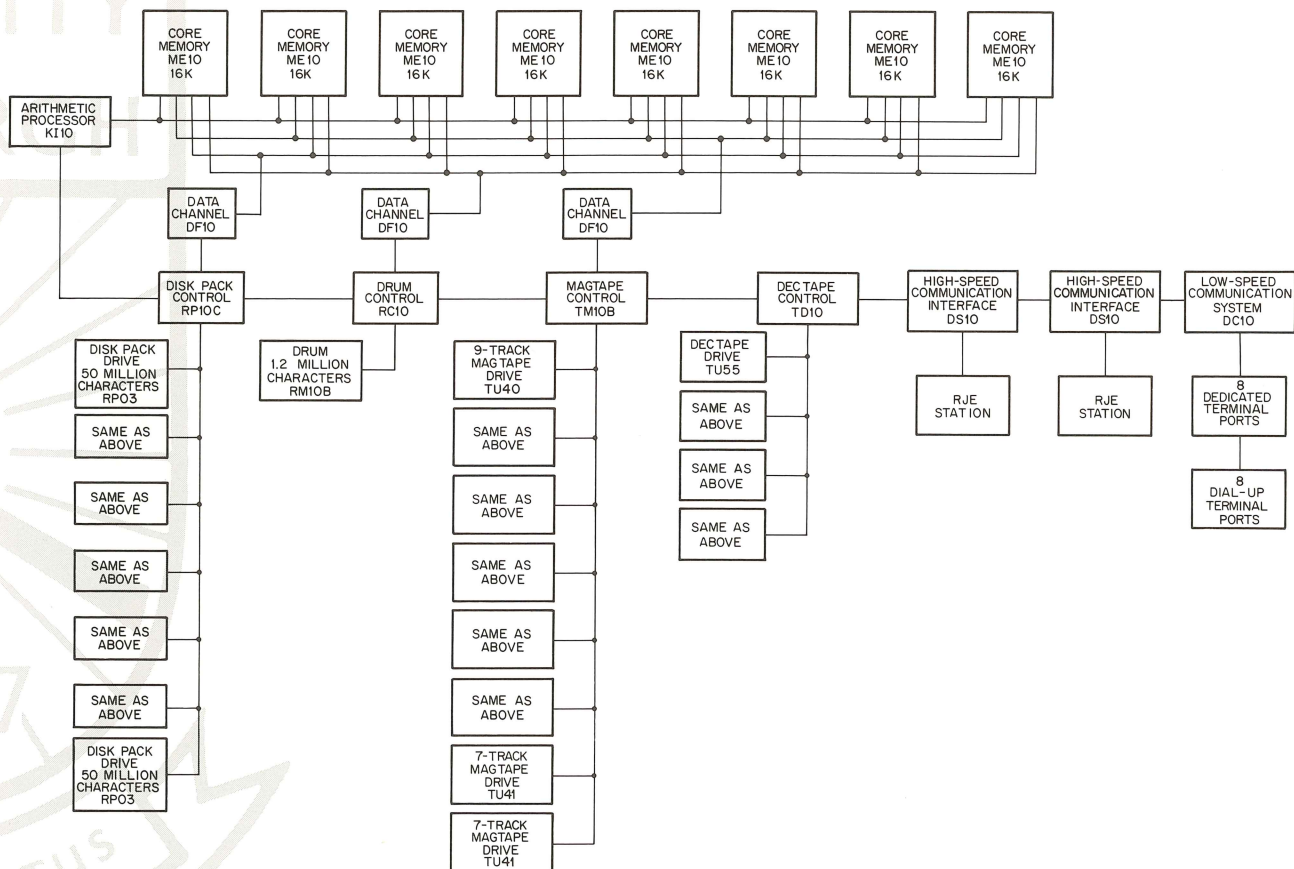 CORE
MEMORY
ME10
16K
CORE
MEMORY
ME10
16K
CORE
MEMORY
ME10
16K
CORE
MEMORY
ME10
16K
CORE
MEMORY
ME10
16K
CORE
MEMORY
ME10
16K
CORE
MEMORY
ME10
16K
CORE
MEMORY
ME10
16K
ARITHMETIC
PROCESSOR
KI10
DATA
CHANNEL
DF10
DATA
CHANNEL
DF10
DATA
CHANNEL
DF10
DISK PACK
CONTROL
RP10C
DRUM
CONTROL
RC10
MAGTAPE
CONTROL
TM10B
DEC TAPE
CONTROL
TD10
HIGH-SPEED
COMMUNICATION
INTERFACE
DS10
HIGH-SPEED
COMMUNICATION
INTERFACE
DS10
LOW-SPEED
COMMUNICATION
SYSTEM
DC10
DISK PACK
DRIVE
50 MILLION
CHARACTERS
RP03
SAME AS
ABOVE
SAME AS
ABOVE
SAME AS
ABOVE
SAME AS
ABOVE
SAME AS
ABOVE
DISK PACK
DRIVE
50 MILLION
CHARACTERS
RP03
DRUM
1.2 MILLION
CHARACTERS
RM10B
9-TRACK
MAGTAPE
DRIVE
TU40
SAME AS
ABOVE
SAME AS
ABOVE
SAME AS
ABOVE
SAME AS
ABOVE
SAME AS
ABOVE
7-TRACK
MAGTAPE
DRIVE
TU41
7-TRACK
MAGTAPE
DRIVE
TU41
DEC TAPE
DRIVE
TU55
SAME AS
ABOVE
SAME AS
ABOVE
SAME AS
ABOVE
RJE
STATION
RJE
STATION
8
DEDICATED
TERMINAL
PORTS
8
DIAL-UP
TERMINAL
PORTS